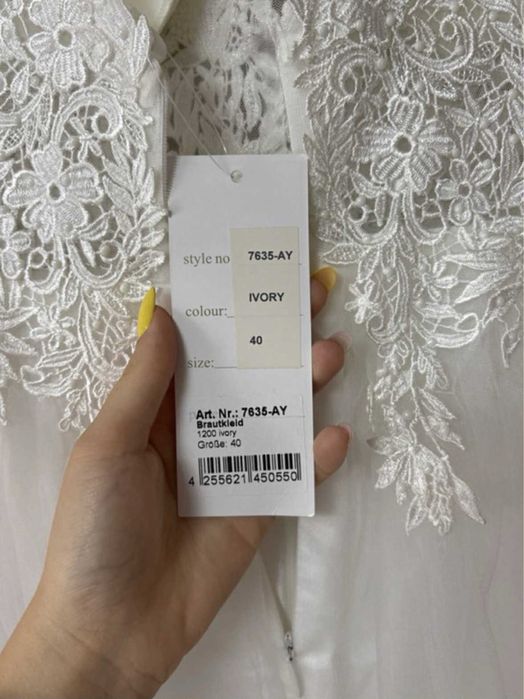 style no 7635-AY
IVORY
colour:
40
size:
Art. Nr.: 7635-AY
Brautkleid
1200 ivory
Größe: 40
4 255621 450550